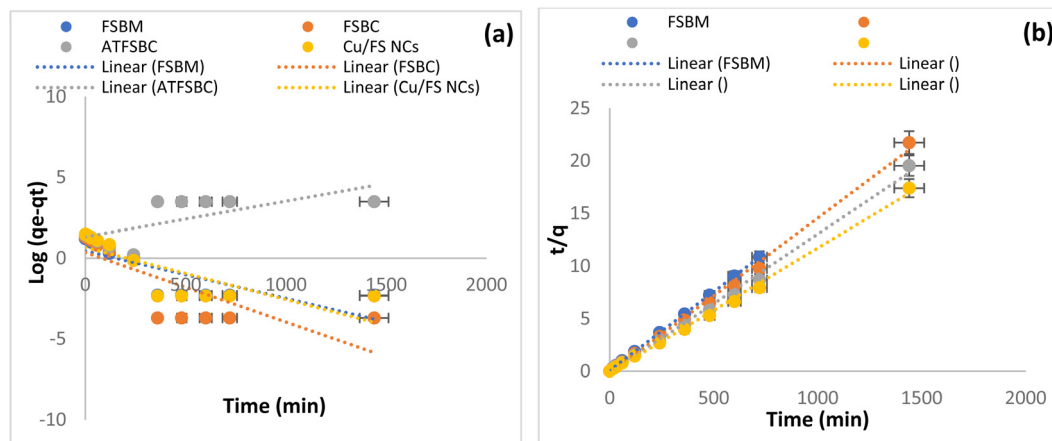 FSBM FSBC (a)
ATFSBC Cu/FS NCs
Linear (FSBM) Linear (FSBC)
Linear (ATFSBC) Linear (Cu/FS NCs)
10
5
0
-5
-10
0 500 1000 1500 2000
Log (qe-qt)
Time (min)
FSBM (b)
Linear (FSBM) Linear ()
Linear () Linear ()
25
20
15
10
5
0
0 500 1000 1500 2000
t/q
Time (min)